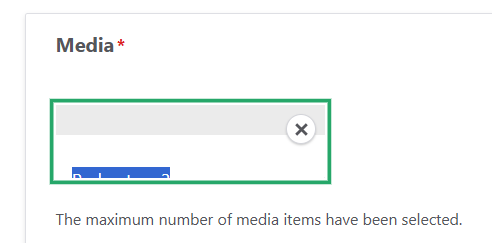 Media*
The maximum number of media items have been selected.